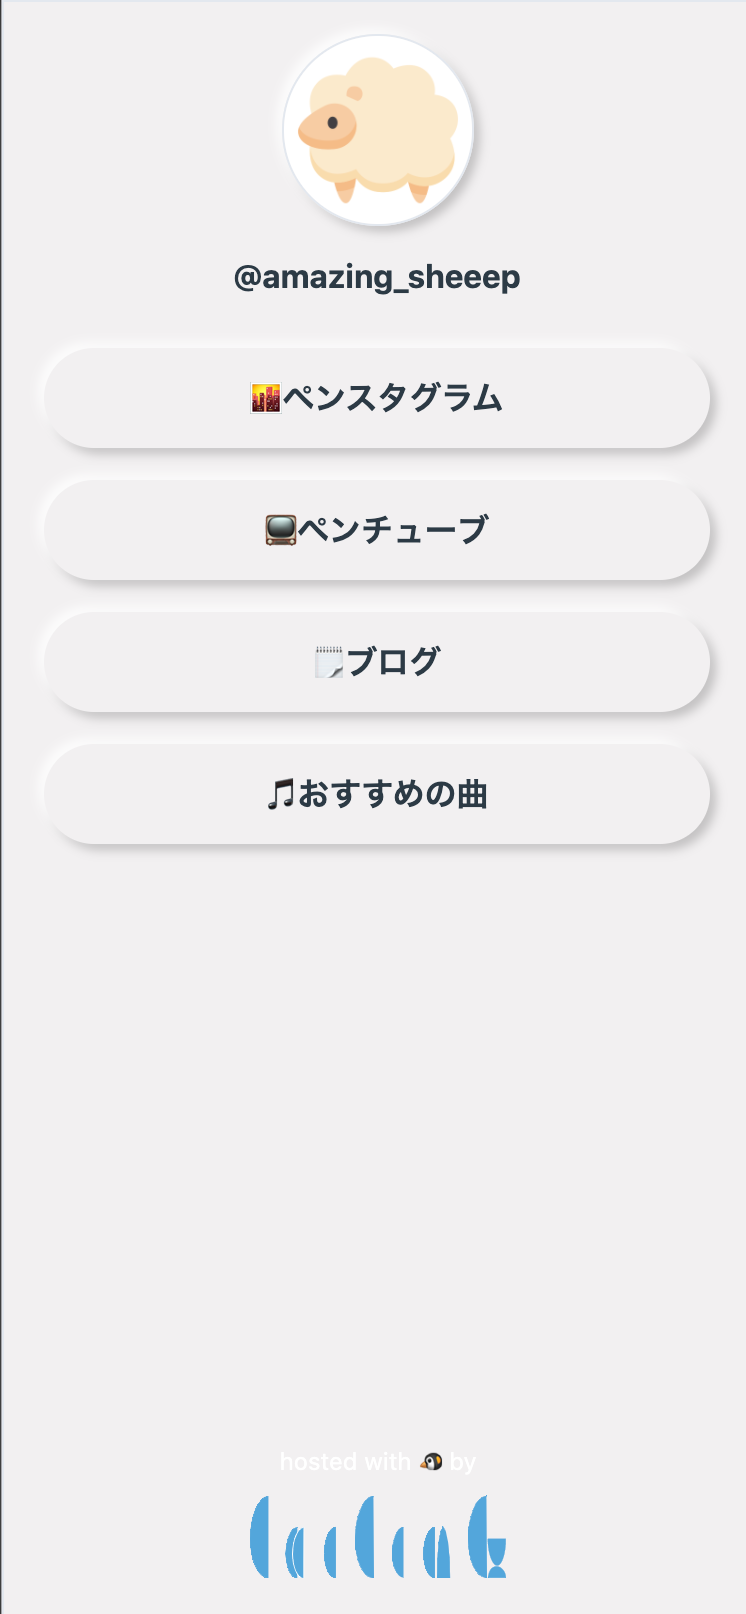 @amazing_sheeep
🌇ペンスタグラム
📺ペンチューブ
🗒️ブログ
🎵おすすめの曲
hosted with 🐧 by